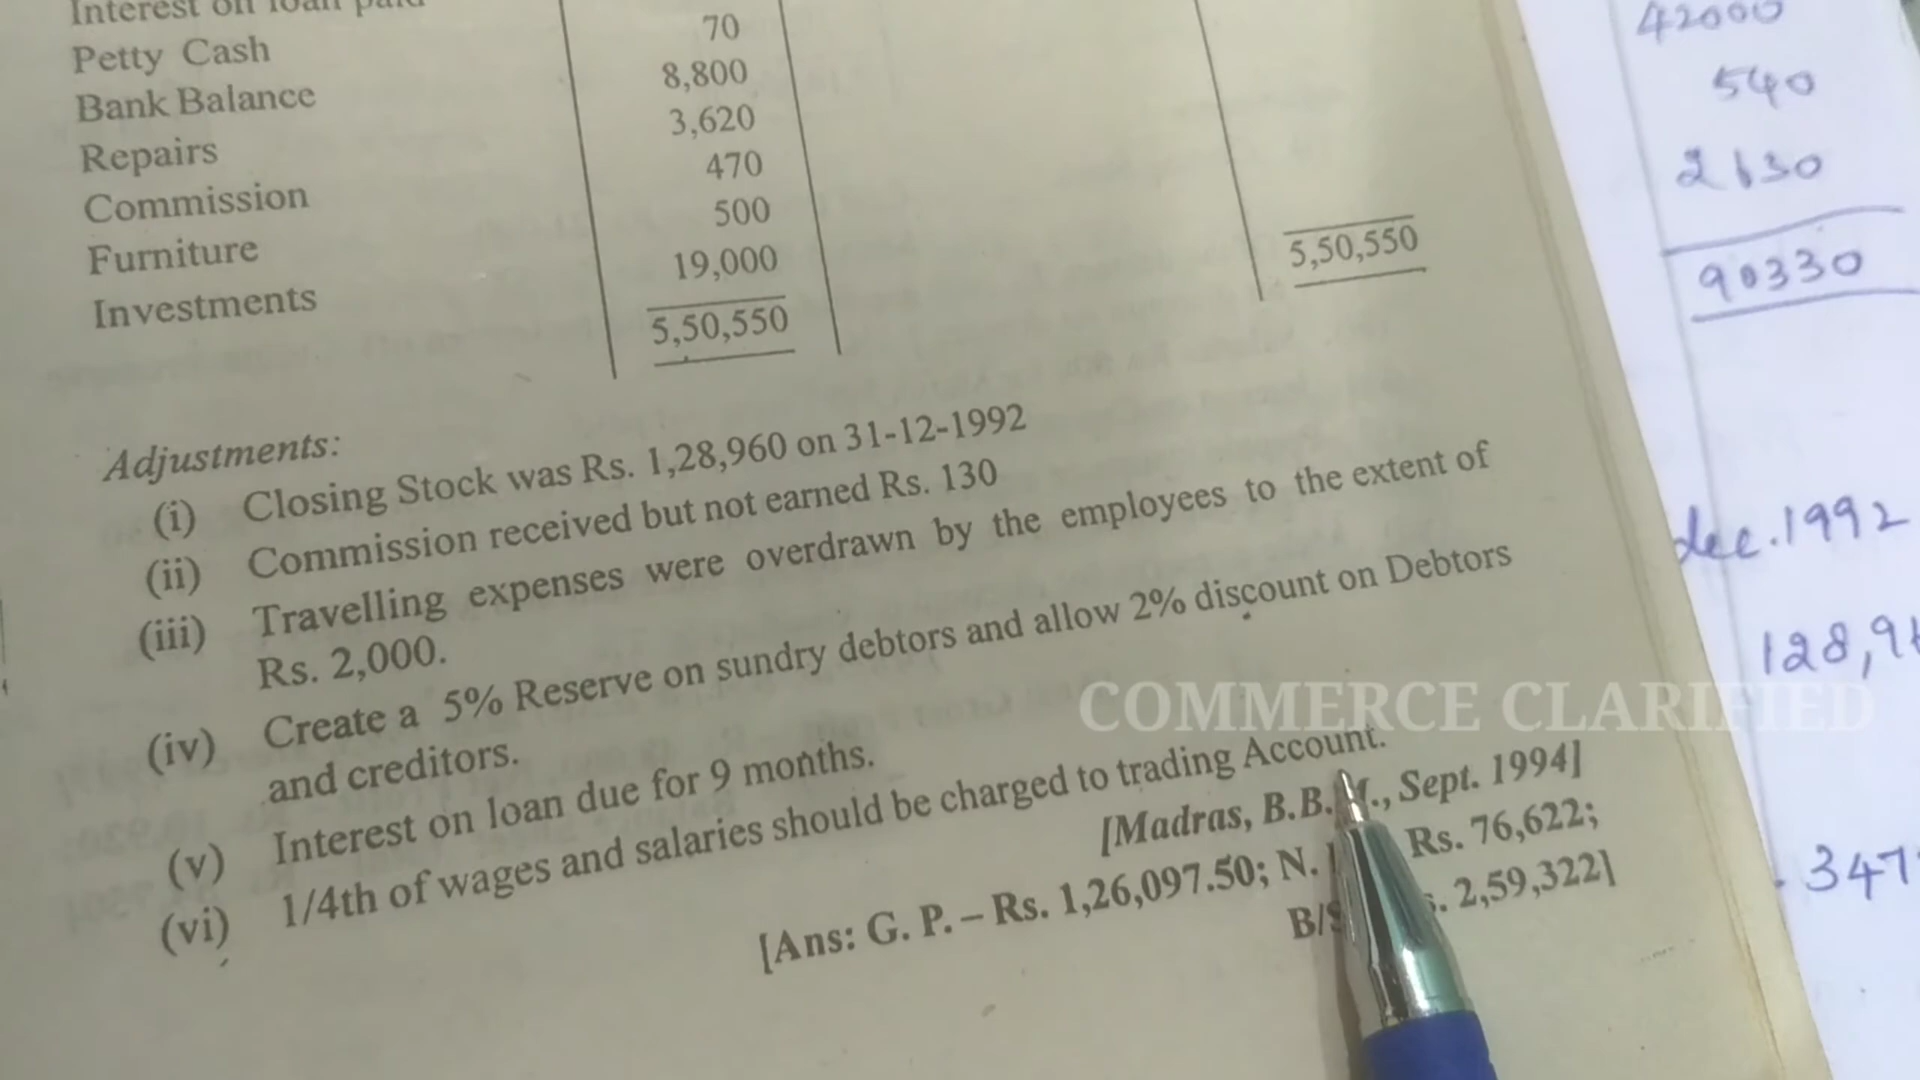 Interest on loan paid
Petty Cash 70
Bank Balance 8,800
Repairs 3,620
Commission 470
Furniture 500
Investments 19,000
5,50,550 5,50,550
Adjustments:
(i) Closing Stock was Rs. 1,28,960 on 31-12-1992
(ii) Commission received but not earned Rs. 130
(iii) Travelling expenses were overdrawn by the employees to the extent of
Rs. 2,000.
(iv) Create a 5% Reserve on sundry debtors and allow 2% discount on Debtors
and creditors.
(v) Interest on loan due for 9 months.
(vi) 1/4th of wages and salaries should be charged to trading Account.
[Madras, B.B., Sept. 1994]
[Ans: G. P. – Rs. 1,26,097.50; N. Rs. 76,622;
B/S. 2,59,322]
COMMERCE CLARIFIED
42000
540
90330
dec.1992
128,9
347